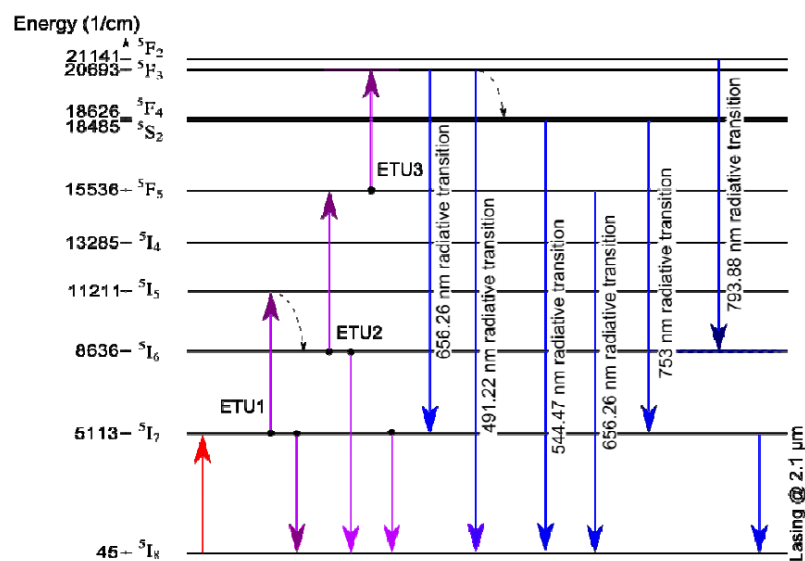 Energy (1/cm)
21141 ⁵F₂
20693 ⁵F₃
18626 ⁵F₄
18485 ⁵S₂
15536 ⁵F₅
13285 ⁵I₄
11211 ⁵I₅
8636 ⁵I₆
5113 ⁵I₇
45 ⁵I₈
ETU3
ETU2
ETU1
656.26 nm radiative transition
491.22 nm radiative transition
544.47 nm radiative transition
656.26 nm radiative transition
753 nm radiative transition
793.88 nm radiative transition
Lasing @ 2.1 μm